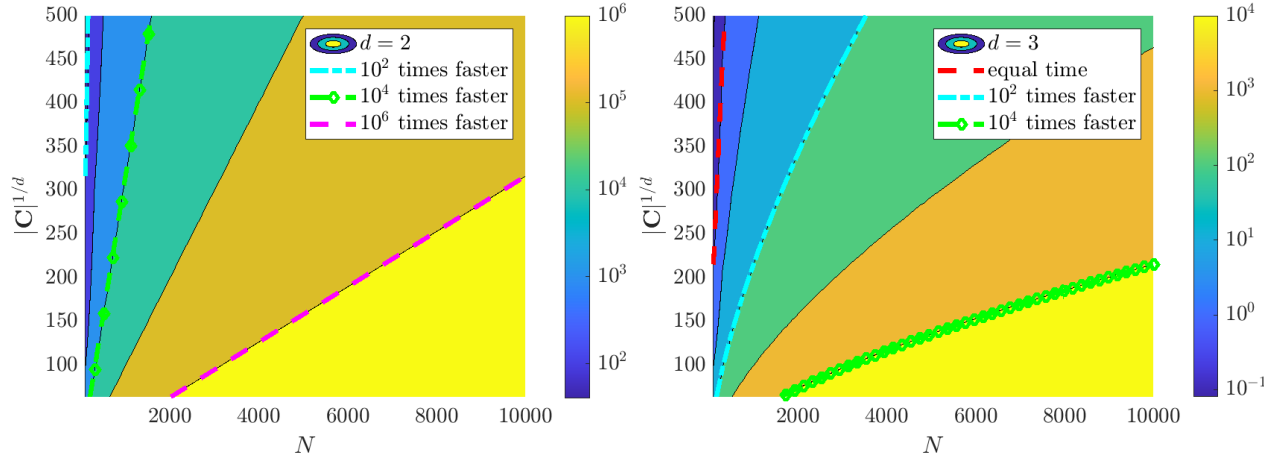 500
450
400
350
300
250
200
150
100
|C|^{1/d}
2000 4000 6000 8000 10000
N
d = 2
10^2 times faster
10^4 times faster
10^6 times faster
10^6
10^5
10^4
10^3
10^2
500
450
400
350
300
250
200
150
100
|C|^{1/d}
2000 4000 6000 8000 10000
N
d = 3
equal time
10^2 times faster
10^4 times faster
10^4
10^3
10^2
10^1
10^0
10^{-1}